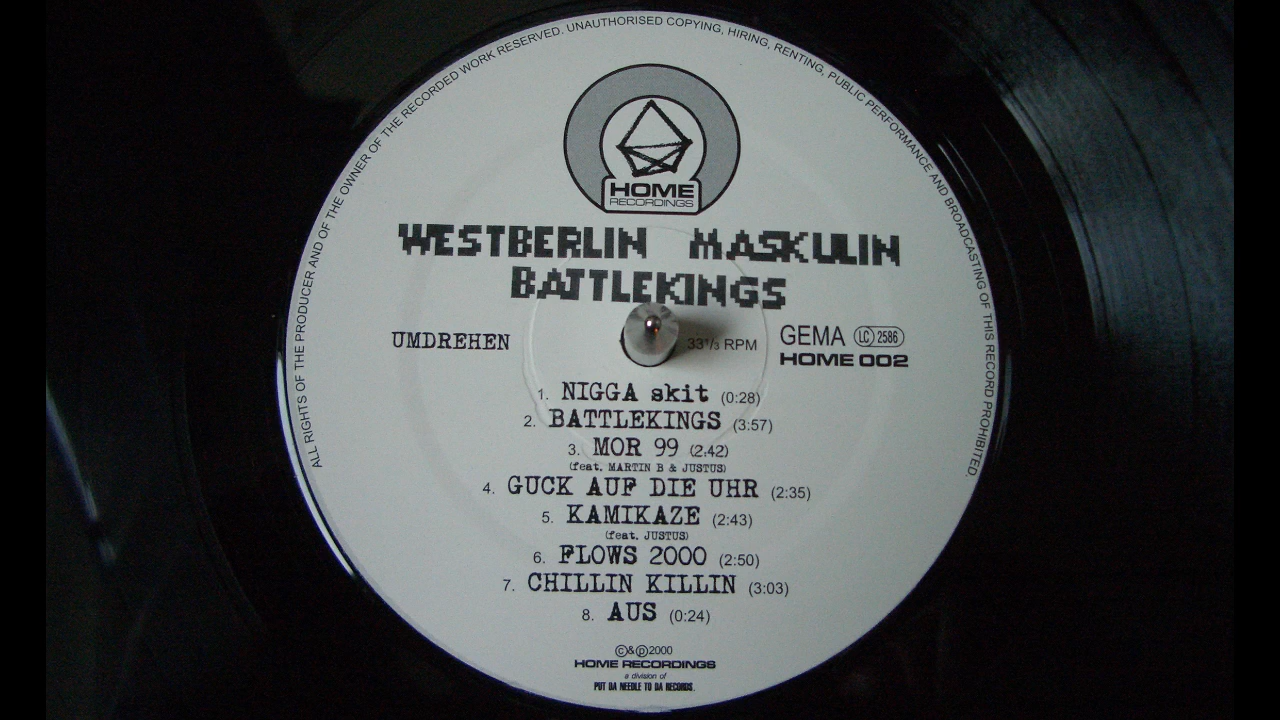 ALL RIGHTS OF THE PRODUCER AND OF THE OWNER OF THE RECORDED WORK RESERVED. UNAUTHORISED COPYING, HIRING, RENTING, PUBLIC PERFORMANCE AND BROADCASTING OF THIS RECORD PROHIBITED.
HOME
RECORDINGS
WESTBERLIN MASKULIN
BATTLEKINGS
UMDREHEN
33⅓ RPM
GEMA LC 2586
HOME 002
1. NIGGA skit (0:28)
2. BATTLEKINGS (3:57)
3. MOR 99 (2:42)
(feat. MARTIN B & JUSTUS)
4. GUCK AUF DIE UHR (2:35)
5. KAMIKAZE (2:43)
(feat. JUSTUS)
6. FLOWS 2000 (2:50)
7. CHILLIN KILLIN (3:03)
8. AUS (0:24)
©&℗2000
HOME RECORDINGS
a division of
PUT DA NEEDLE TO DA RECORDS.